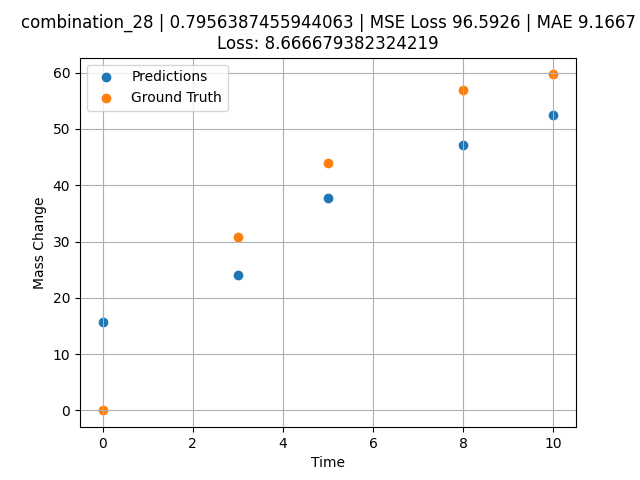 combination_28 | 0.7956387455944063 | MSE Loss 96.5926 | MAE 9.1667
Loss: 8.666679382324219
Predictions
Ground Truth
60
50
40
30
20
10
0
Mass Change
0 2 4 6 8 10
Time